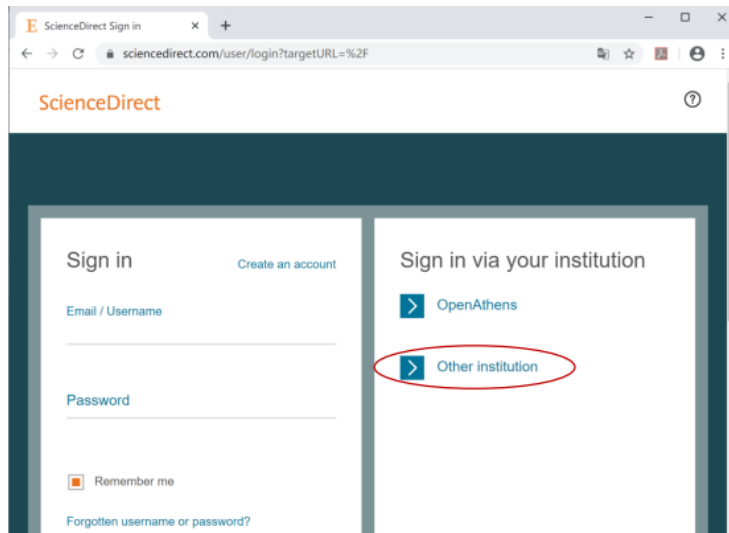 E ScienceDirect Sign in
sciencedirect.com/user/login?targetURL=%2F
ScienceDirect
Sign in
Create an account
Email / Username
Password
Remember me
Forgotten username or password?
Sign in via your institution
OpenAthens
Other institution